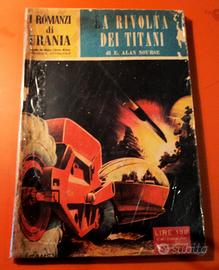 I ROMANZI
di
URANIA
LA RIVOLTA
DEI TITANI
di E. ALAN NOURSE
LIRE 150
subito